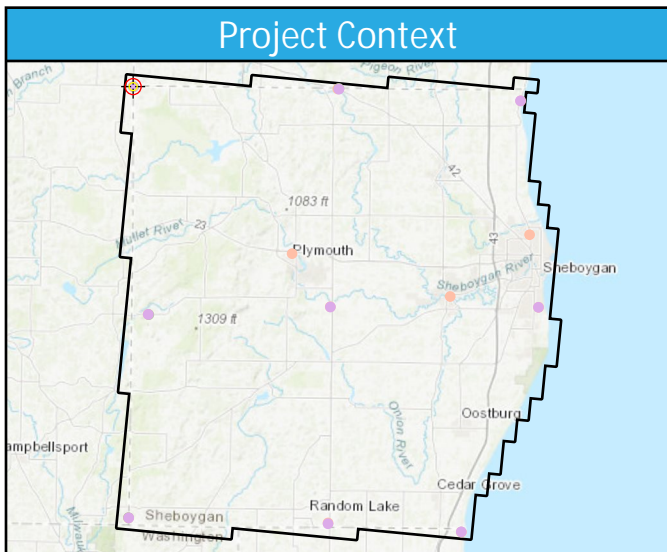 Project Context
Branch
Pigeon River
42
1083 ft
Mullet River
23
43
Plymouth
Sheboygan River
Sheboygan
1309 ft
Onion River
Oostburg
ampbellsport
Cedar Grove
Random Lake
Sheboygan
Washington
Milwauk